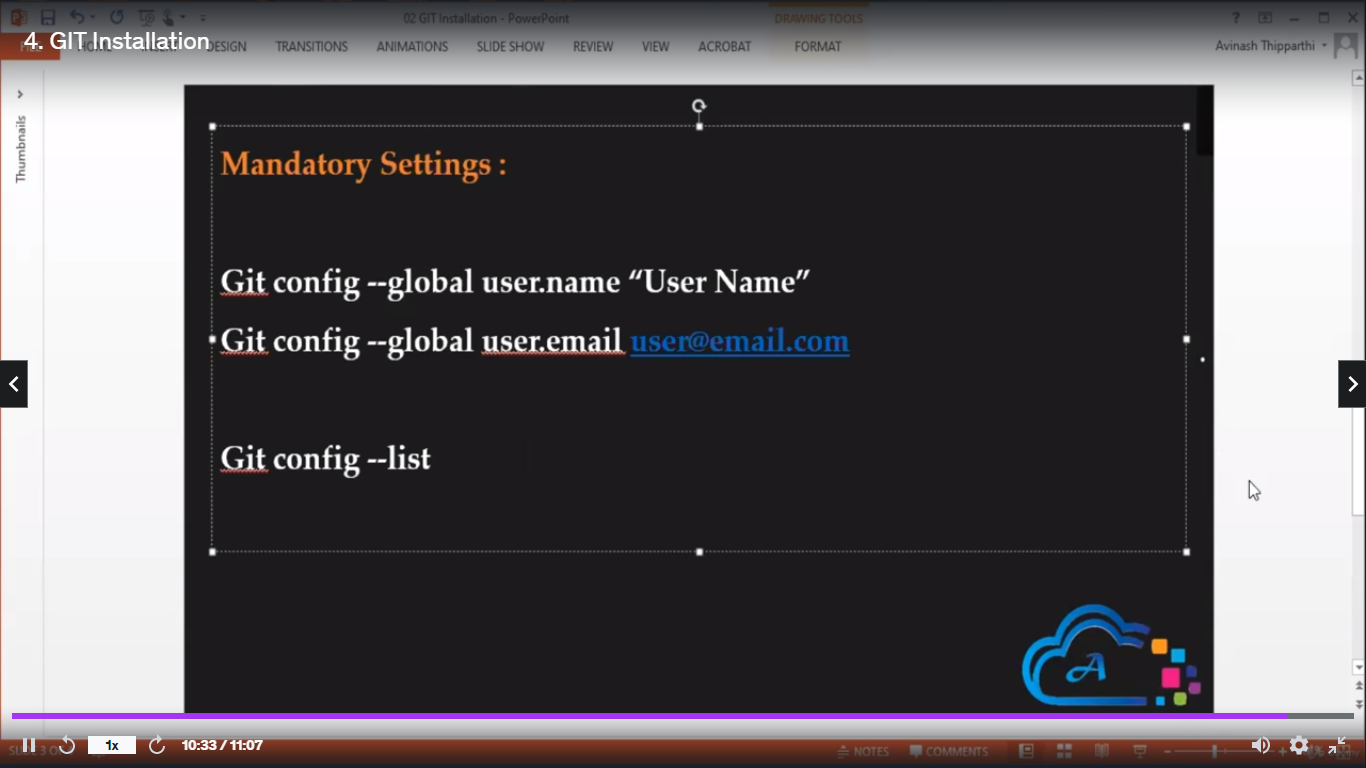 02 GIT Installation - PowerPoint
DRAWING TOOLS
4. GIT Installation
DESIGN TRANSITIONS ANIMATIONS SLIDE SHOW REVIEW VIEW ACROBAT FORMAT
Avinash Thipparthi
Thumbnails
Mandatory Settings :
Git config --global user.name “User Name”
Git config --global user.email user@email.com
Git config --list
A
1x
10:33 / 11:07
NOTES
COMMENTS